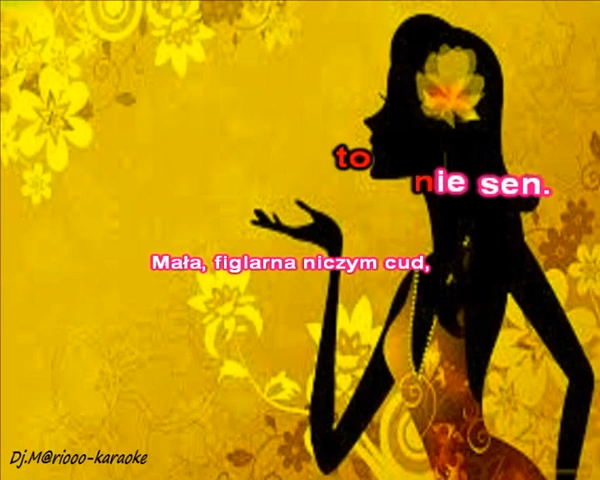 to nie sen.
Mała, figlarna niczym cud,
Dj.M@riooo-karaoke